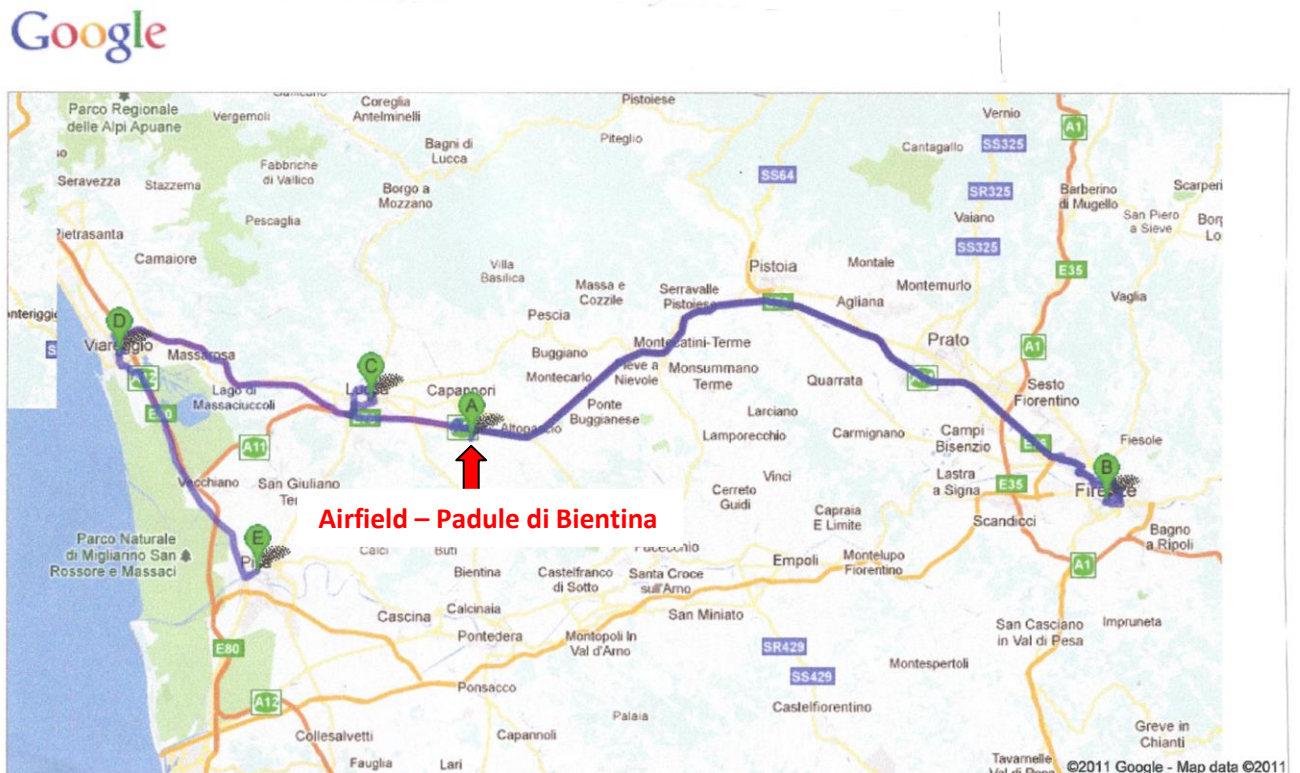 Google
Parco Regionale
delle Alpi Apuane
Vergemoli
Coreglia
Antelminelli
Pistoiese
Piteglio
Vernio
SS325
A1
Cantagallo
Bagni di
Lucca
Seravezza
Stazzema
Fabbriche
di Vallico
Borgo a
Mozzano
SS64
SR325
Barberino
di Mugello
Scarperi
San Piero
a Sieve
Pescaglia
Vaiano
SS325
Pietrasanta
Camaiore
Villa
Basilica
Massa e
Cozzile
Serravalle
Pistoiese
Pistoia
Montale
Montemurlo
Agliana
E35
Vaglia
Pescia
D
Viareggio
Massarosa
Buggiano
Montecatini-Terme
Prato
A1
C
Lucca
Capannori
Montecarlo
Pieve a
Nievole
Monsummano
Terme
Quarrata
Sesto
Fiorentino
Lago di
Massaciuccoli
A
Altopascio
Ponte
Buggianese
Larciano
Lamporecchio
Carmignano
Campi
Bisenzio
Fiesole
A11
B
Firenze
Vecchiano
San Giuliano
Ter
Vinci
Cerreto
Guidi
Lastra
a Signa
E35
Airfield – Padule di Bientina
Capraia
E Limite
Scandicci
Bagno
a Ripoli
E
Pisa
Parco Naturale
di Migliarino San
Rossore e Massaci
Calci
Buti
Bientina
Castelfranco
di Sotto
Santa Croce
sull'Arno
Empoli
Montelupo
Fiorentino
A1
Cascina
Calcinaia
San Miniato
San Casciano
in Val di Pesa
Impruneta
Pontedera
Montopoli In
Val d'Arno
E80
SR429
SS429
Montespertoli
Ponsacco
A12
Palaia
Castelfiorentino
Collesalvetti
Capannoli
Greve in
Chianti
Fauglia
Lari
Tavarnelle
Val di Pesa
©2011 Google - Map data ©2011